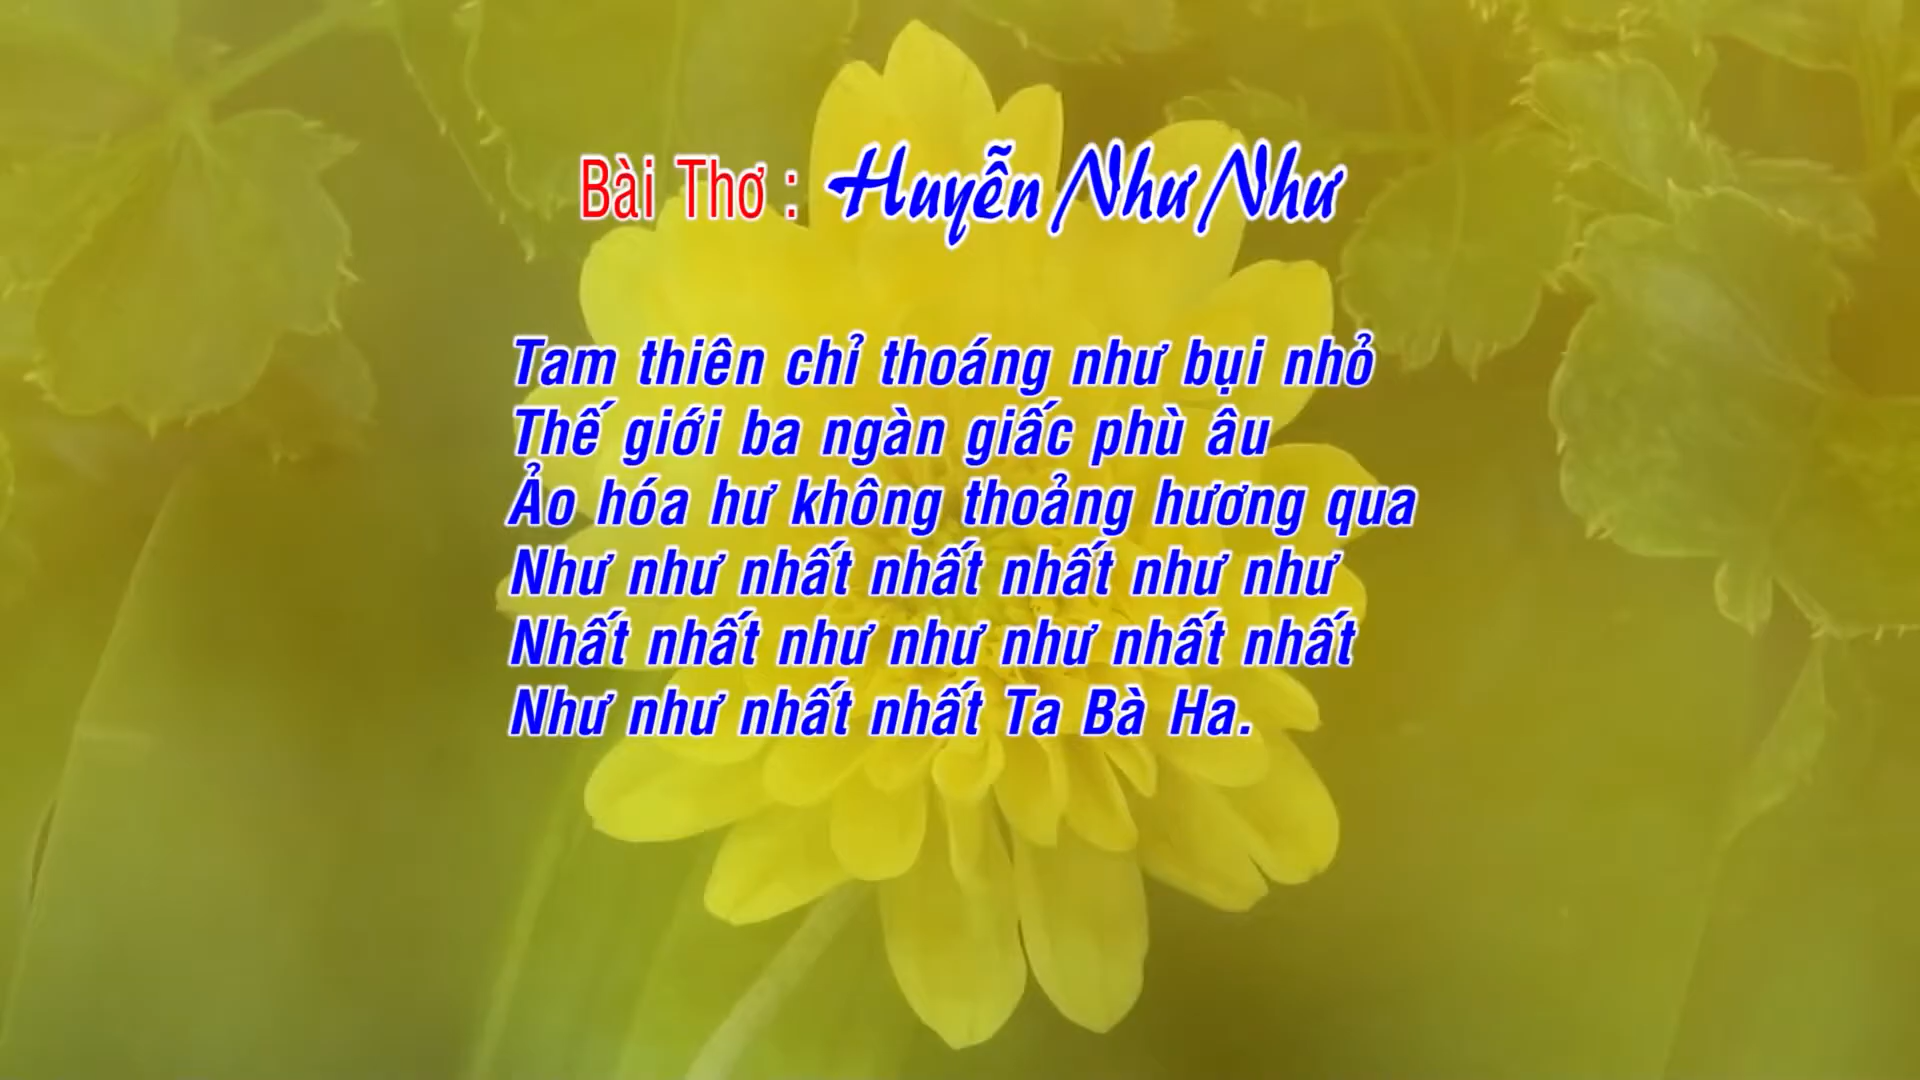 Bài Thơ : Huyễn Như Như
Tam thiên chỉ thoáng như bụi nhỏ
Thế giới ba ngàn giấc phù âu
Ảo hóa hư không thoảng hương qua
Như như nhất nhất nhất như như
Nhất nhất như như như nhất nhất
Như như nhất nhất Ta Bà Ha.